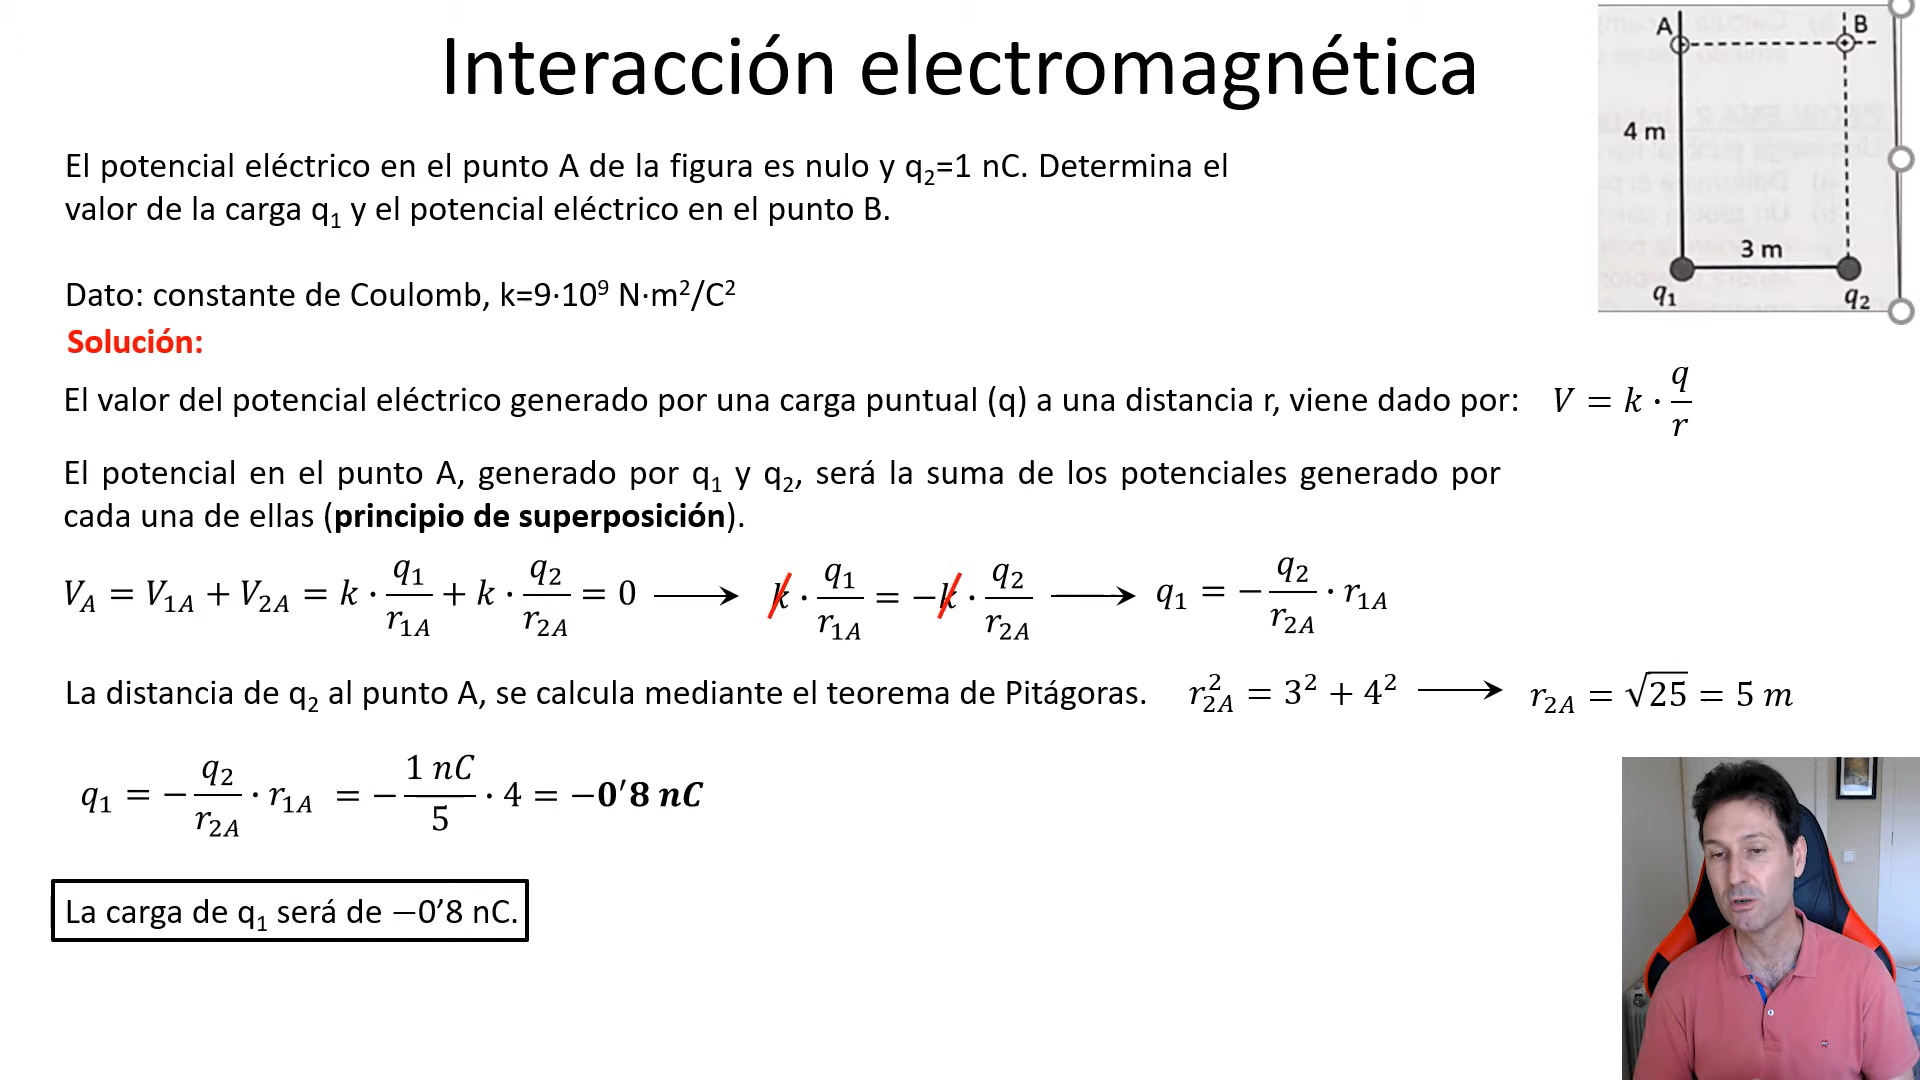 Interacción electromagnética
A
B
4 m
3 m
q₁
q₂
El potencial eléctrico en el punto A de la figura es nulo y q₂=1 nC. Determina el
valor de la carga q₁ y el potencial eléctrico en el punto B.
Dato: constante de Coulomb, k=9·10⁹ N·m²/C²
Solución:
El valor del potencial eléctrico generado por una carga puntual (q) a una distancia r, viene dado por: V = k · q/r
El potencial en el punto A, generado por q₁ y q₂, será la suma de los potenciales generado por
cada una de ellas (principio de superposición).
V_A = V_1A + V_2A = k · q₁/r_1A + k · q₂/r_2A = 0 ⟶ k · q₁/r_1A = −k · q₂/r_2A ⟶ q₁ = − q₂/r_2A · r_1A
La distancia de q₂ al punto A, se calcula mediante el teorema de Pitágoras. r²_2A = 3² + 4² ⟶ r_2A = √25 = 5 m
q₁ = − q₂/r_2A · r_1A = − 1 nC/5 · 4 = −0′8 nC
La carga de q₁ será de −0’8 nC.